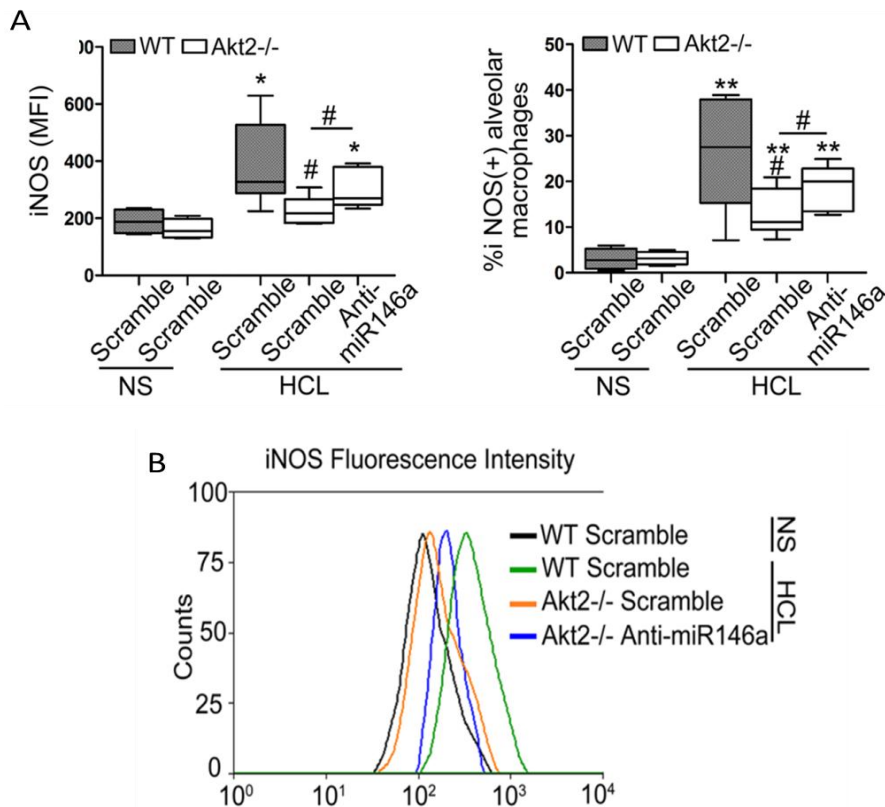 A
WT Akt2-/-
iNOS (MFI)
600
400
200
0
*
#
#
*
Scramble
Scramble
Scramble
Scramble
Anti-
miR146a
NS
HCL
WT Akt2-/-
%i NOS(+) alveolar
macrophages
50
40
30
20
10
0
**
**
#
#
**
Scramble
Scramble
Scramble
Scramble
Anti-
miR146a
NS
HCL
B
iNOS Fluorescence Intensity
Counts
100
75
50
25
0
10⁰
10¹
10²
10³
10⁴
WT Scramble
WT Scramble
Akt2-/- Scramble
Akt2-/- Anti-miR146a
NS
HCL